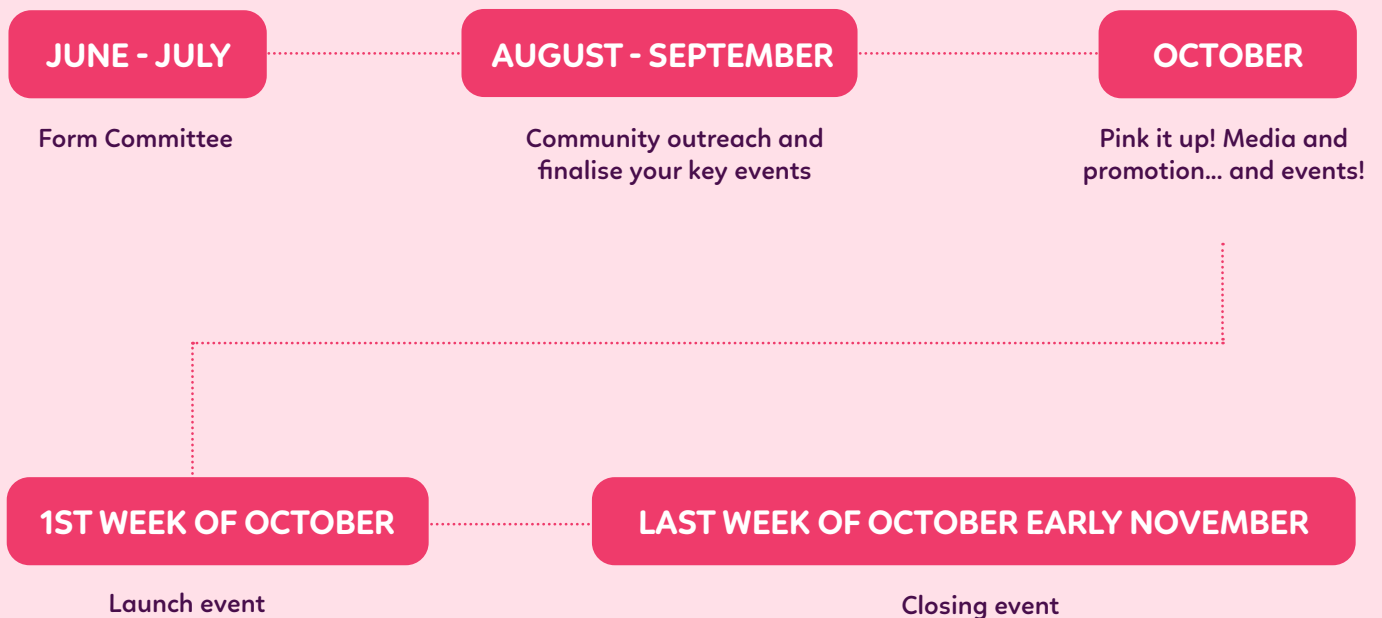 JUNE - JULY
Form Committee
AUGUST - SEPTEMBER
Community outreach and
finalise your key events
OCTOBER
Pink it up! Media and
promotion... and events!
1ST WEEK OF OCTOBER
Launch event
LAST WEEK OF OCTOBER EARLY NOVEMBER
Closing event